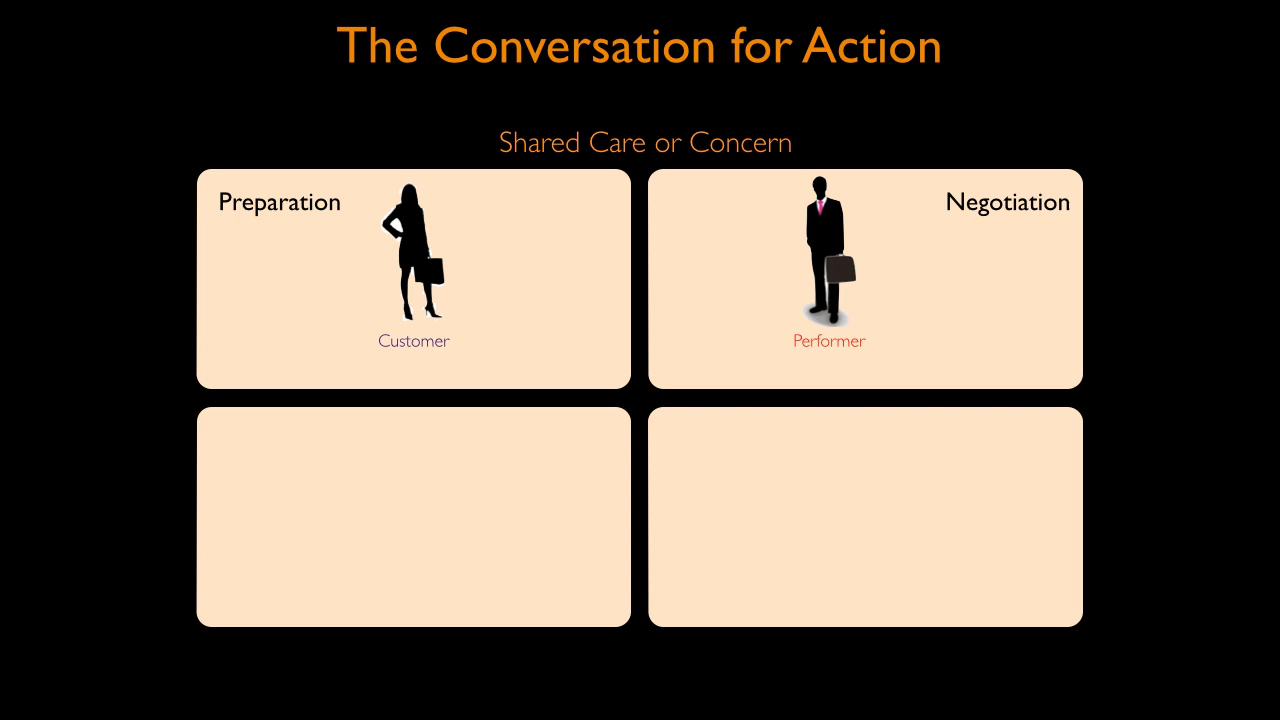 The Conversation for Action
Shared Care or Concern
Preparation
Negotiation
Customer
Performer